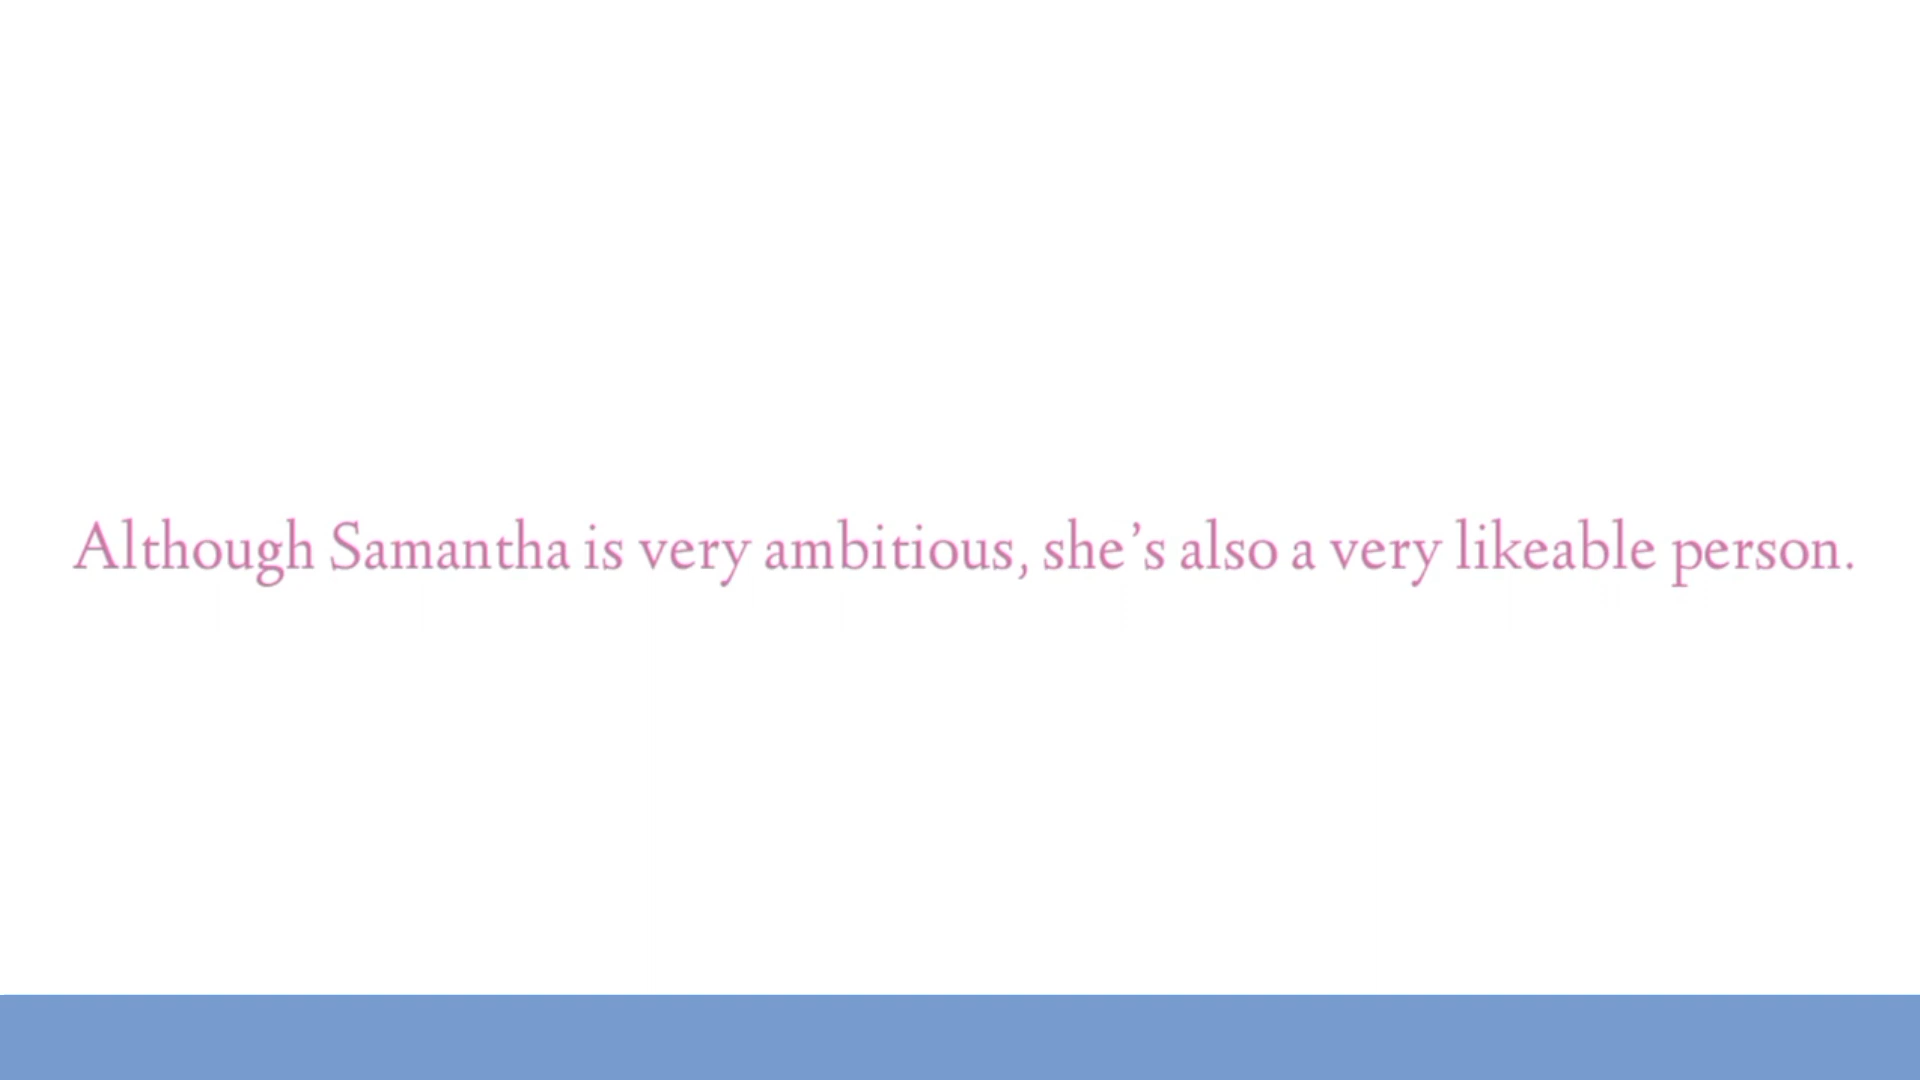 Although Samantha is very ambitious, she’s also a very likeable person.